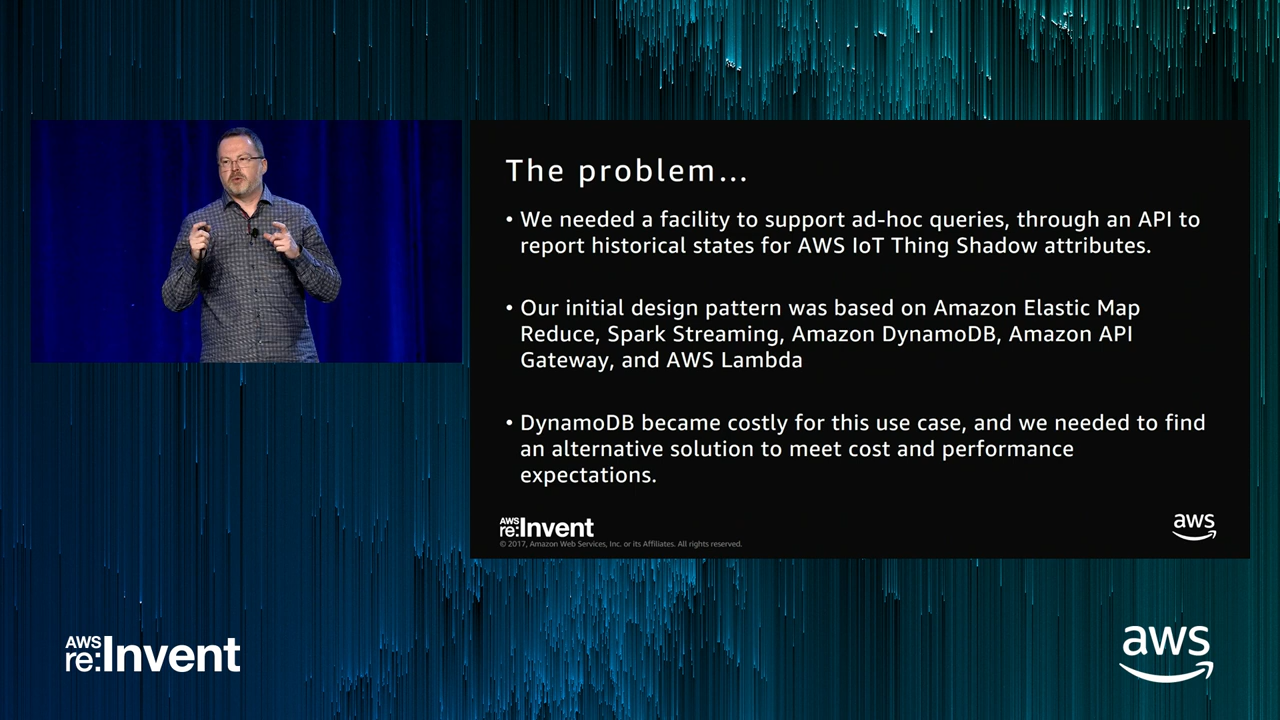 The problem...
• We needed a facility to support ad-hoc queries, through an API to
report historical states for AWS IoT Thing Shadow attributes.
• Our initial design pattern was based on Amazon Elastic Map
Reduce, Spark Streaming, Amazon DynamoDB, Amazon API
Gateway, and AWS Lambda
• DynamoDB became costly for this use case, and we needed to find
an alternative solution to meet cost and performance
expectations.
AWS
re:Invent
© 2017, Amazon Web Services, Inc. or its Affiliates. All rights reserved.
aws
AWS
re:Invent
aws